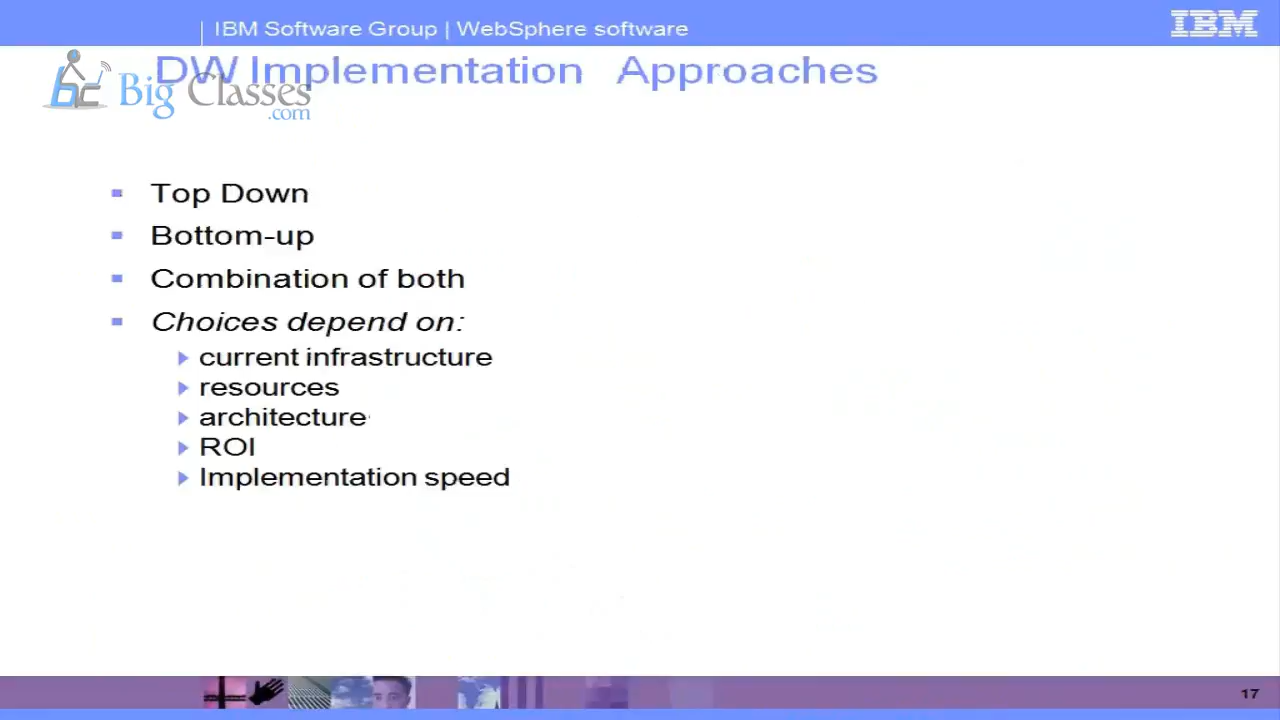 IBM Software Group | WebSphere software
IBM
DW Implementation Approaches
Big Classes
.com
Top Down
Bottom-up
Combination of both
Choices depend on:
current infrastructure
resources
architecture
ROI
Implementation speed
17